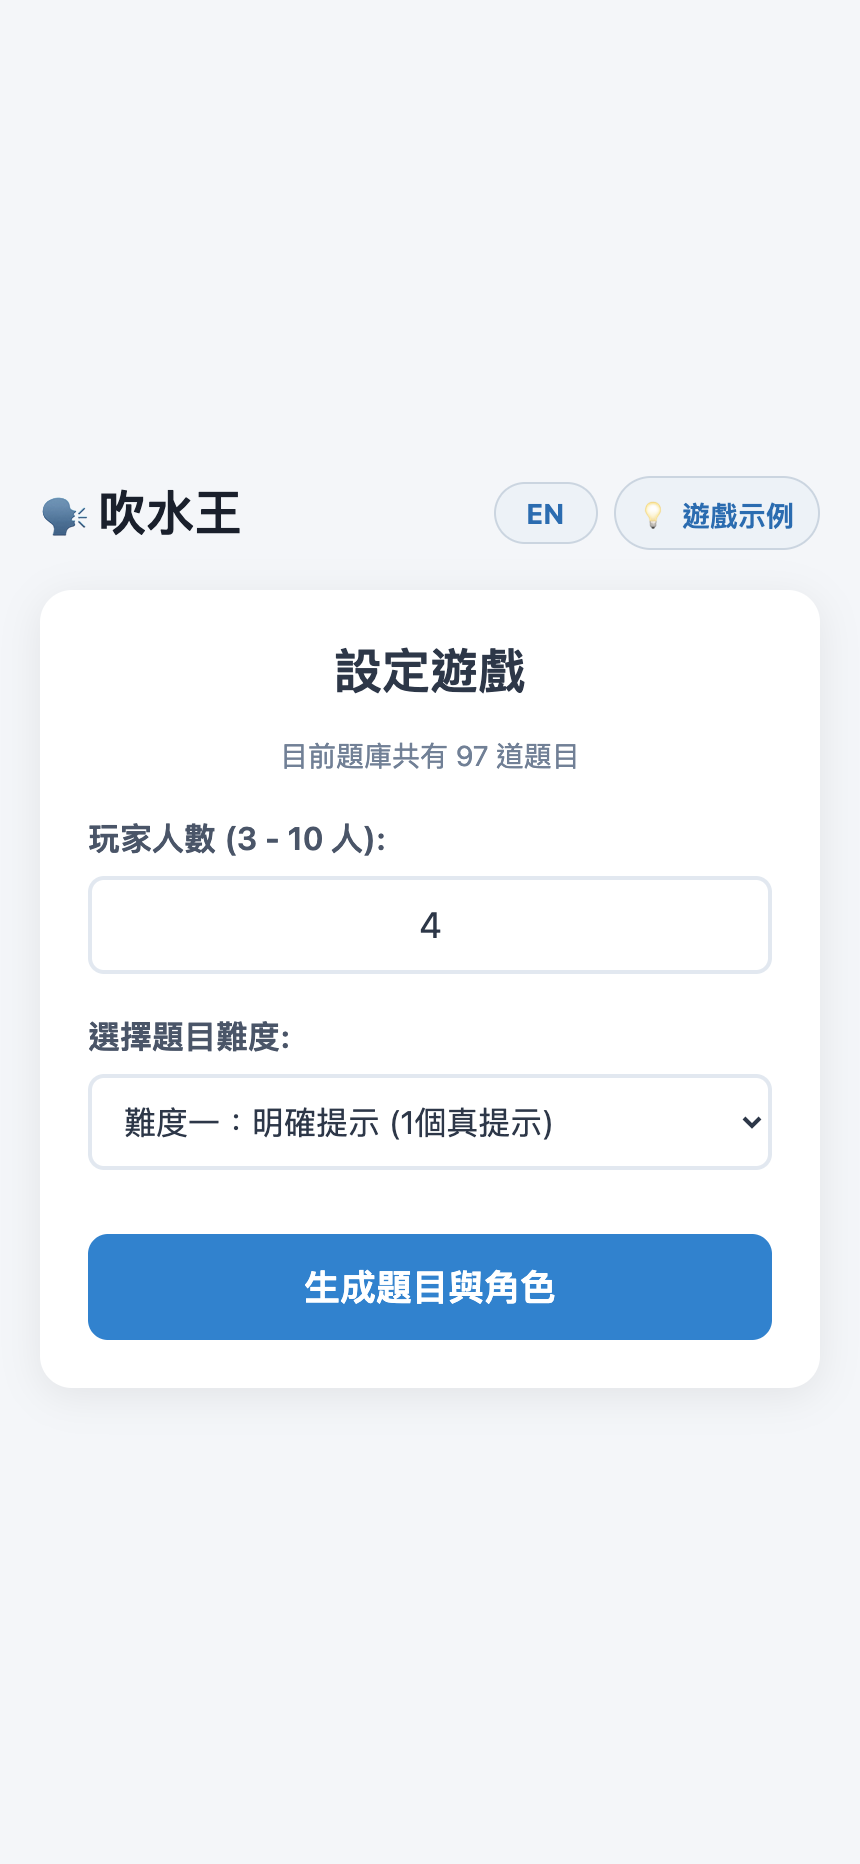 吹水王
EN
遊戲示例
設定遊戲
目前題庫共有 97 道題目
玩家人數 (3 - 10 人):
4
選擇題目難度:
難度一：明確提示 (1個真提示)
生成題目與角色